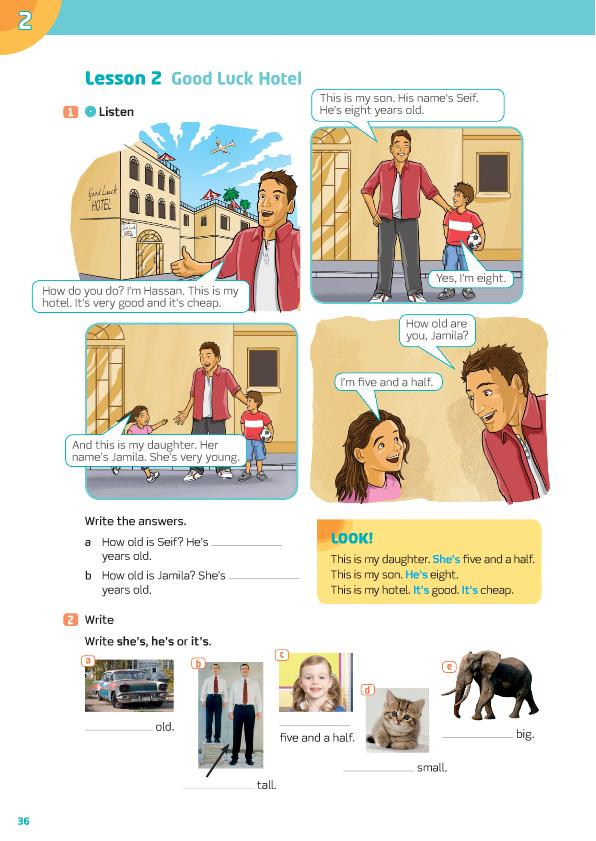 2
Lesson 2 Good Luck Hotel
1 Listen
This is my son. His name's Seif.
He's eight years old.
Good Luck
HOTEL
Good Luck
HOTEL
How do you do? I'm Hassan. This is my
hotel. It's very good and it's cheap.
Yes, I'm eight.
And this is my daughter. Her
name's Jamila. She's very young.
How old are
you, Jamila?
I'm five and a half.
Write the answers.
a How old is Seif? He's ____________
years old.
b How old is Jamila? She's ____________
years old.
LOOK!
This is my daughter. She's five and a half.
This is my son. He's eight.
This is my hotel. It's good. It's cheap.
2 Write
Write she's, he's or it's.
a
____________ old.
b
____________ tall.
c
____________
five and a half.
d
____________ small.
e
____________ big.
36